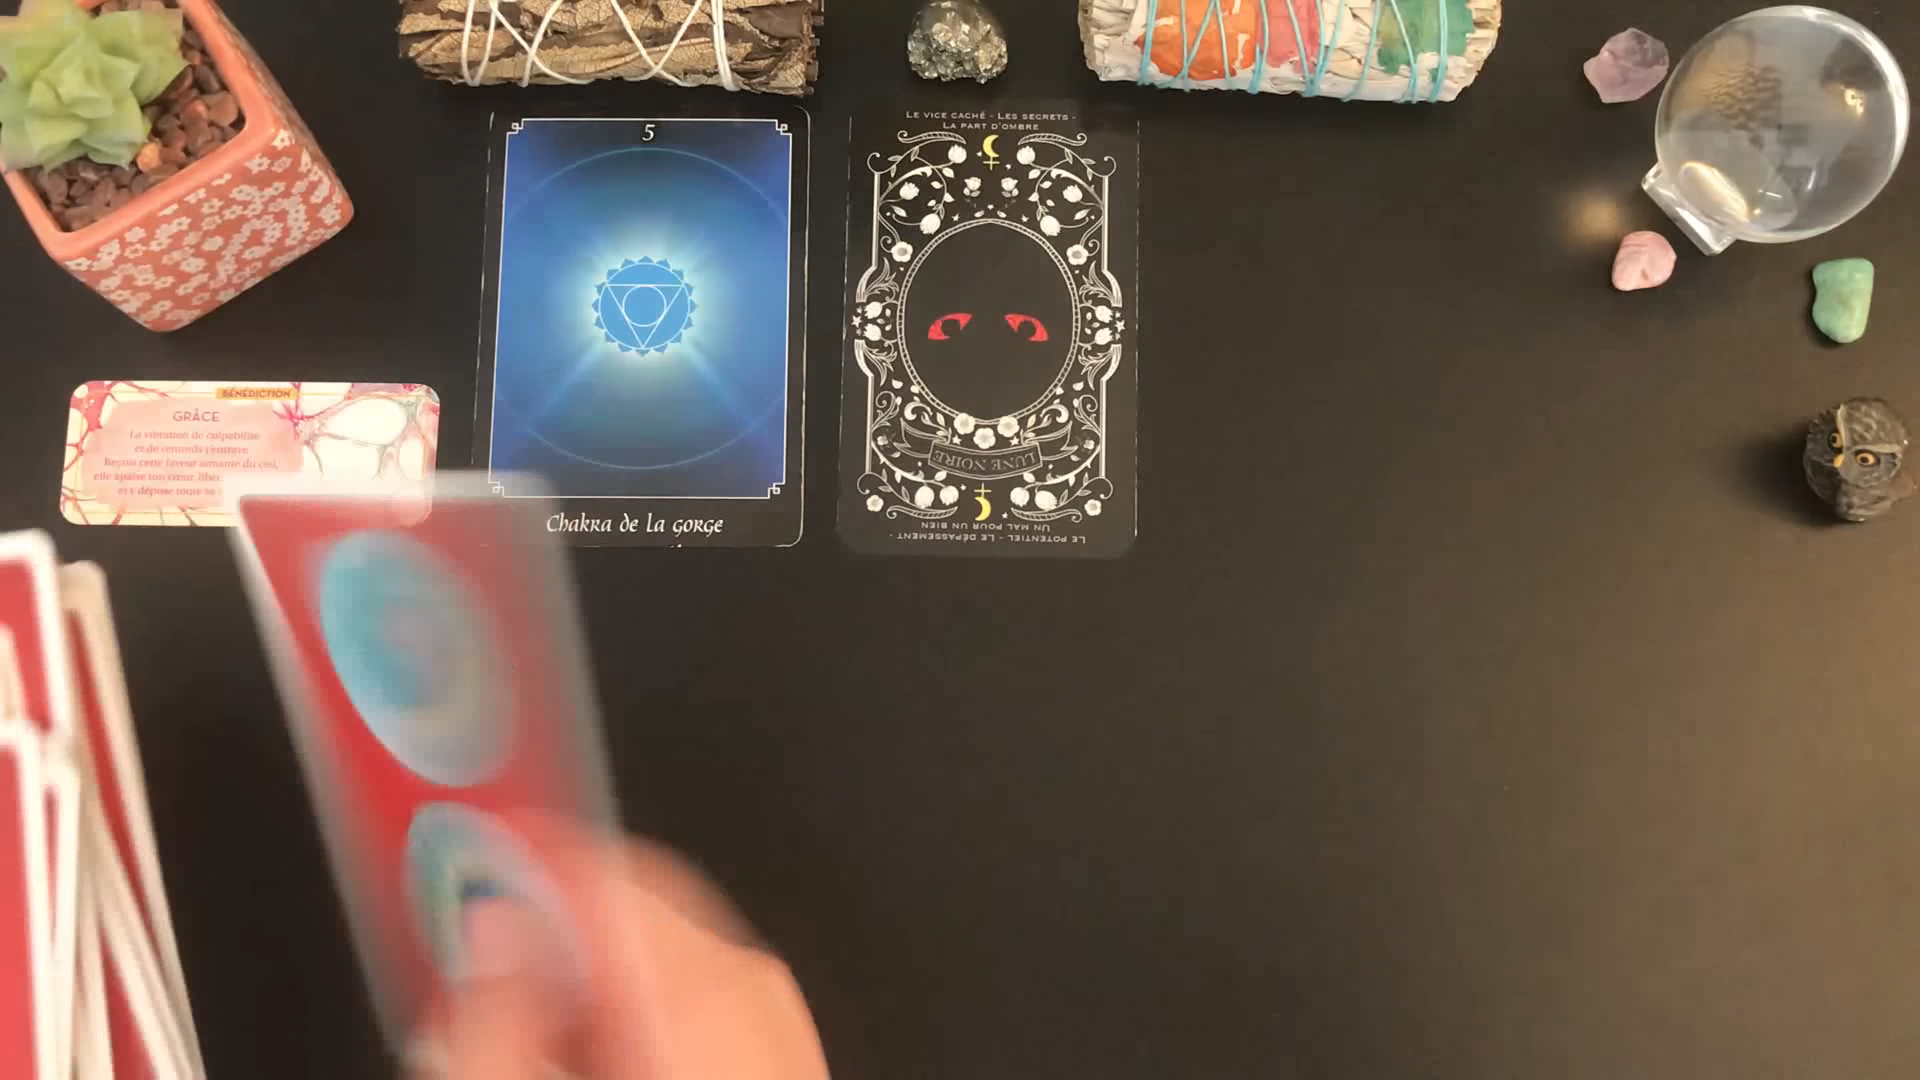 5
Chakra de la gorge
Le vice caché - Les secrets -
La part d'ombre
LUNE NOIRE
Un mal pour un bien
Le potentiel - Le dépassement -
BÉNÉDICTION
GRÂCE
La vibration de culpabilité
et de remords t'entrave
Reçois cette faveur aimante du ciel,
elle apaise ton cœur,
et y dépose toute sa